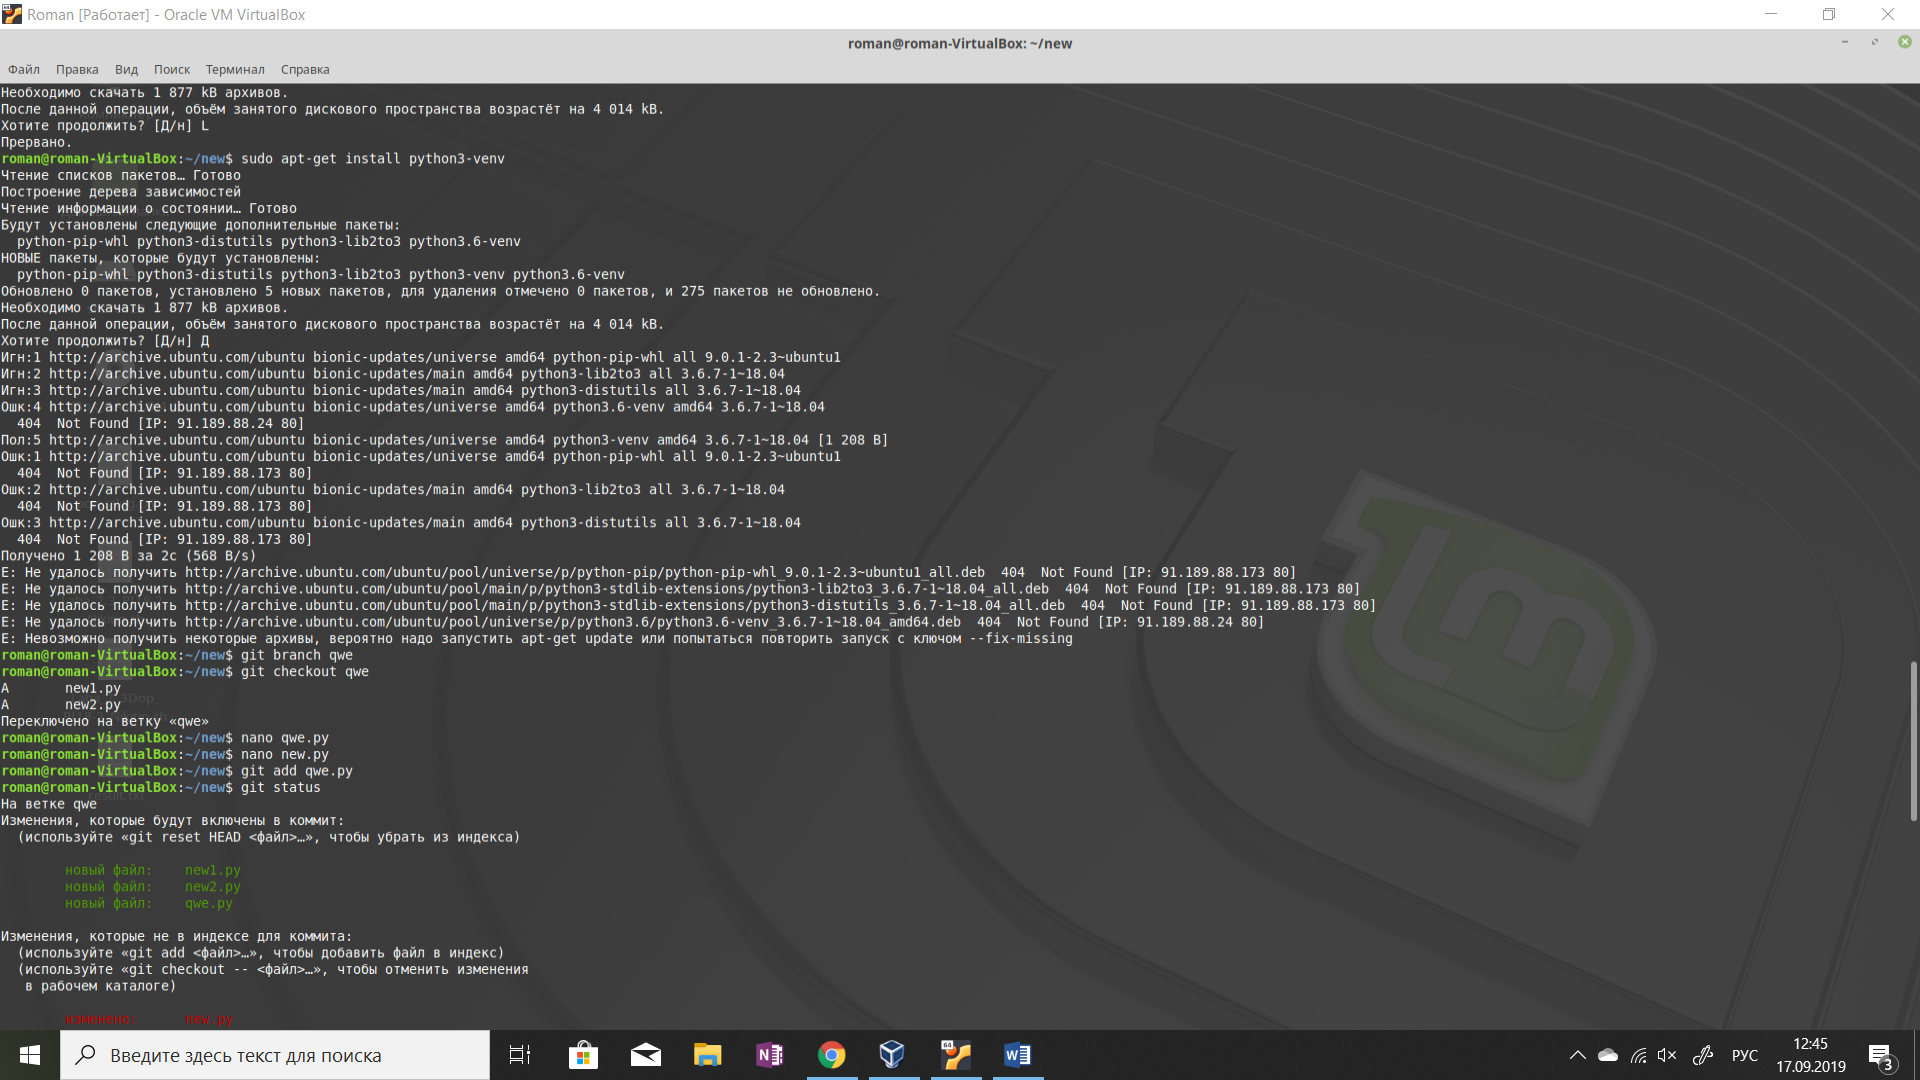 Roman [Работает] - Oracle VM VirtualBox
roman@roman-VirtualBox: ~/new
Файл Правка Вид Поиск Терминал Справка
Необходимо скачать 1 877 kB архивов.
После данной операции, объём занятого дискового пространства возрастёт на 4 014 kB.
Хотите продолжить? [Д/н] L
Прервано.
roman@roman-VirtualBox:~/new$ sudo apt-get install python3-venv
Чтение списков пакетов… Готово
Построение дерева зависимостей
Чтение информации о состоянии… Готово
Будут установлены следующие дополнительные пакеты:
  python-pip-whl python3-distutils python3-lib2to3 python3.6-venv
НОВЫЕ пакеты, которые будут установлены:
  python-pip-whl python3-distutils python3-lib2to3 python3-venv python3.6-venv
Обновлено 0 пакетов, установлено 5 новых пакетов, для удаления отмечено 0 пакетов, и 275 пакетов не обновлено.
Необходимо скачать 1 877 kB архивов.
После данной операции, объём занятого дискового пространства возрастёт на 4 014 kB.
Хотите продолжить? [Д/н] Д
Игн:1 http://archive.ubuntu.com/ubuntu bionic-updates/universe amd64 python-pip-whl all 9.0.1-2.3~ubuntu1
Игн:2 http://archive.ubuntu.com/ubuntu bionic-updates/main amd64 python3-lib2to3 all 3.6.7-1~18.04
Игн:3 http://archive.ubuntu.com/ubuntu bionic-updates/main amd64 python3-distutils all 3.6.7-1~18.04
Ошк:4 http://archive.ubuntu.com/ubuntu bionic-updates/universe amd64 python3.6-venv amd64 3.6.7-1~18.04
  404  Not Found [IP: 91.189.88.24 80]
Пол:5 http://archive.ubuntu.com/ubuntu bionic-updates/universe amd64 python3-venv amd64 3.6.7-1~18.04 [1 208 B]
Ошк:1 http://archive.ubuntu.com/ubuntu bionic-updates/universe amd64 python-pip-whl all 9.0.1-2.3~ubuntu1
  404  Not Found [IP: 91.189.88.173 80]
Ошк:2 http://archive.ubuntu.com/ubuntu bionic-updates/main amd64 python3-lib2to3 all 3.6.7-1~18.04
  404  Not Found [IP: 91.189.88.173 80]
Ошк:3 http://archive.ubuntu.com/ubuntu bionic-updates/main amd64 python3-distutils all 3.6.7-1~18.04
  404  Not Found [IP: 91.189.88.173 80]
Получено 1 208 B за 2с (568 B/s)
E: Не удалось получить http://archive.ubuntu.com/ubuntu/pool/universe/p/python-pip/python-pip-whl_9.0.1-2.3~ubuntu1_all.deb  404  Not Found [IP: 91.189.88.173 80]
E: Не удалось получить http://archive.ubuntu.com/ubuntu/pool/main/p/python3-stdlib-extensions/python3-lib2to3_3.6.7-1~18.04_all.deb  404  Not Found [IP: 91.189.88.173 80]
E: Не удалось получить http://archive.ubuntu.com/ubuntu/pool/main/p/python3-stdlib-extensions/python3-distutils_3.6.7-1~18.04_all.deb  404  Not Found [IP: 91.189.88.173 80]
E: Не удалось получить http://archive.ubuntu.com/ubuntu/pool/universe/p/python3.6/python3.6-venv_3.6.7-1~18.04_amd64.deb  404  Not Found [IP: 91.189.88.24 80]
E: Невозможно получить некоторые архивы, вероятно надо запустить apt-get update или попытаться повторить запуск с ключом --fix-missing
roman@roman-VirtualBox:~/new$ git branch qwe
roman@roman-VirtualBox:~/new$ git checkout qwe
A       new1.py
A       new2.py
Переключено на ветку «qwe»
roman@roman-VirtualBox:~/new$ nano qwe.py
roman@roman-VirtualBox:~/new$ nano new.py
roman@roman-VirtualBox:~/new$ git add qwe.py
roman@roman-VirtualBox:~/new$ git status
result.txt
На ветке qwe
Изменения, которые будут включены в коммит:
  (используйте «git reset HEAD <файл>…», чтобы убрать из индекса)
        новый файл:    new1.py
        новый файл:    new2.py
        новый файл:    qwe.py
Изменения, которые не в индексе для коммита:
  (используйте «git add <файл>…», чтобы добавить файл в индекс)
  (используйте «git checkout -- <файл>…», чтобы отменить изменения
   в рабочем каталоге)
        изменено:      new.py
Введите здесь текст для поиска
РУС
12:45
17.09.2019
3